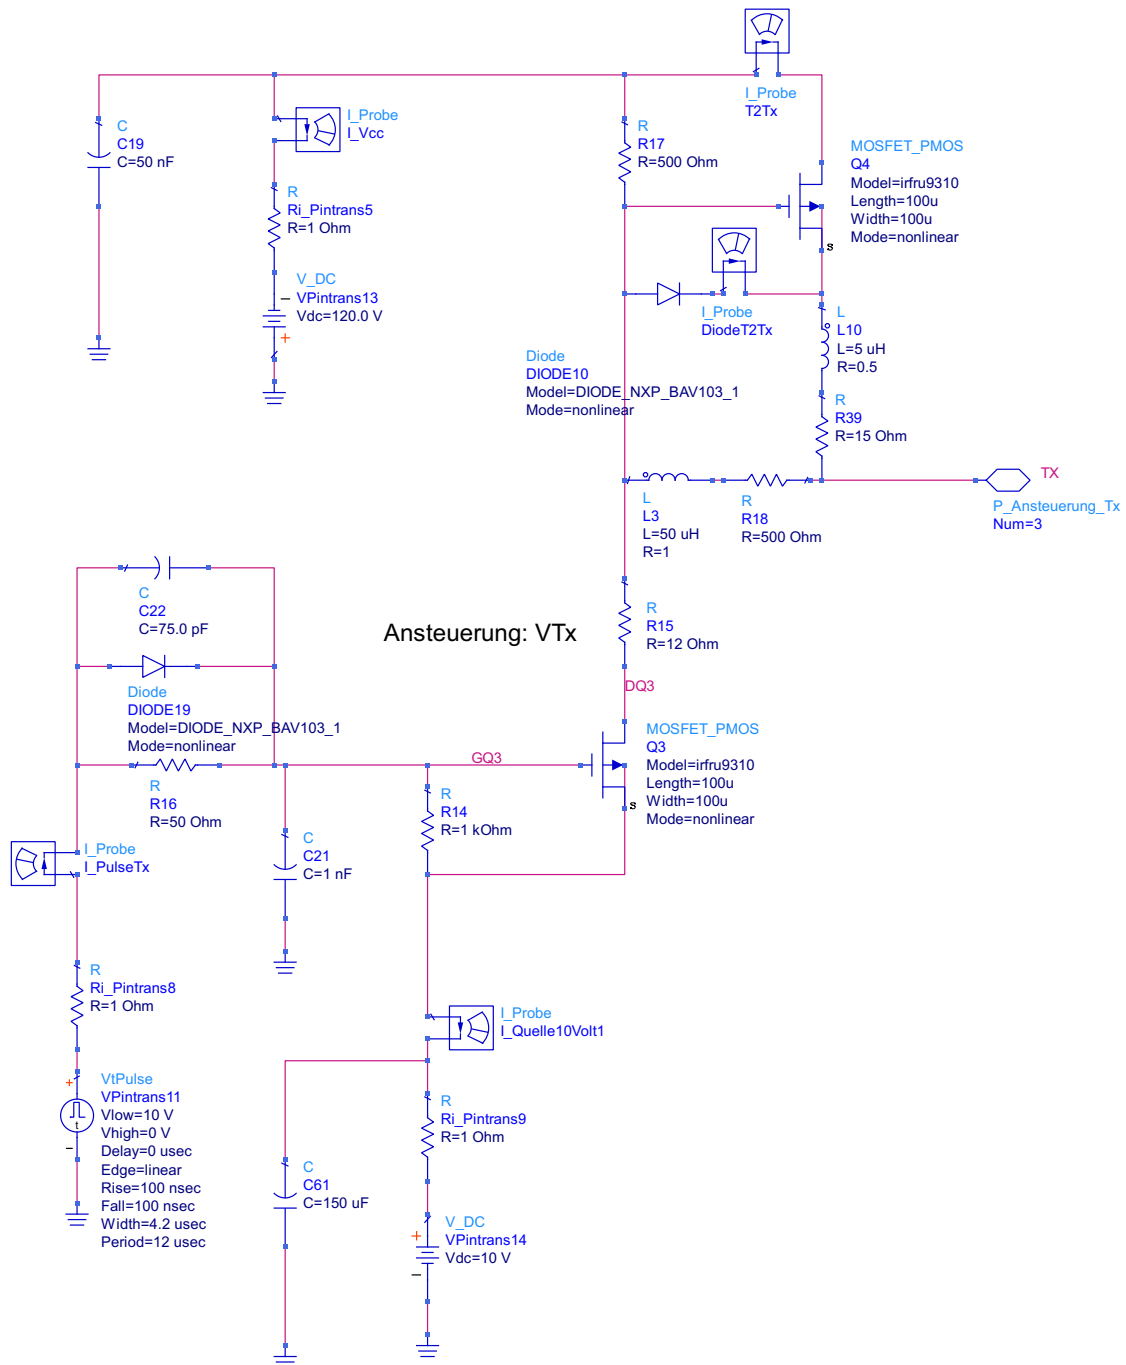 I_Probe
T2Tx
C
C19
C=50 nF
I_Probe
I_Vcc
R
R17
R=500 Ohm
MOSFET_PMOS
Q4
Model=irfru9310
Length=100u
Width=100u
Mode=nonlinear
s
R
Ri_Pintrans5
R=1 Ohm
V_DC
VPintrans13
Vdc=120.0 V
−
+
I_Probe
DiodeT2Tx
L
L10
L=5 uH
R=0.5
Diode
DIODE10
Model=DIODE_NXP_BAV103_1
Mode=nonlinear
R
R39
R=15 Ohm
L
L3
L=50 uH
R=1
R
R18
R=500 Ohm
TX
P_Ansteuerung_Tx
Num=3
C
C22
C=75.0 pF
Ansteuerung: VTx
R
R15
R=12 Ohm
DQ3
Diode
DIODE19
Model=DIODE_NXP_BAV103_1
Mode=nonlinear
MOSFET_PMOS
Q3
Model=irfru9310
Length=100u
Width=100u
Mode=nonlinear
s
GQ3
R
R16
R=50 Ohm
R
R14
R=1 kOhm
I_Probe
I_PulseTx
C
C21
C=1 nF
R
Ri_Pintrans8
R=1 Ohm
I_Probe
I_Quelle10Volt1
+
t
−
VtPulse
VPintrans11
Vlow=10 V
Vhigh=0 V
Delay=0 usec
Edge=linear
Rise=100 nsec
Fall=100 nsec
Width=4.2 usec
Period=12 usec
R
Ri_Pintrans9
R=1 Ohm
C
C61
C=150 uF
V_DC
VPintrans14
Vdc=10 V
+
−